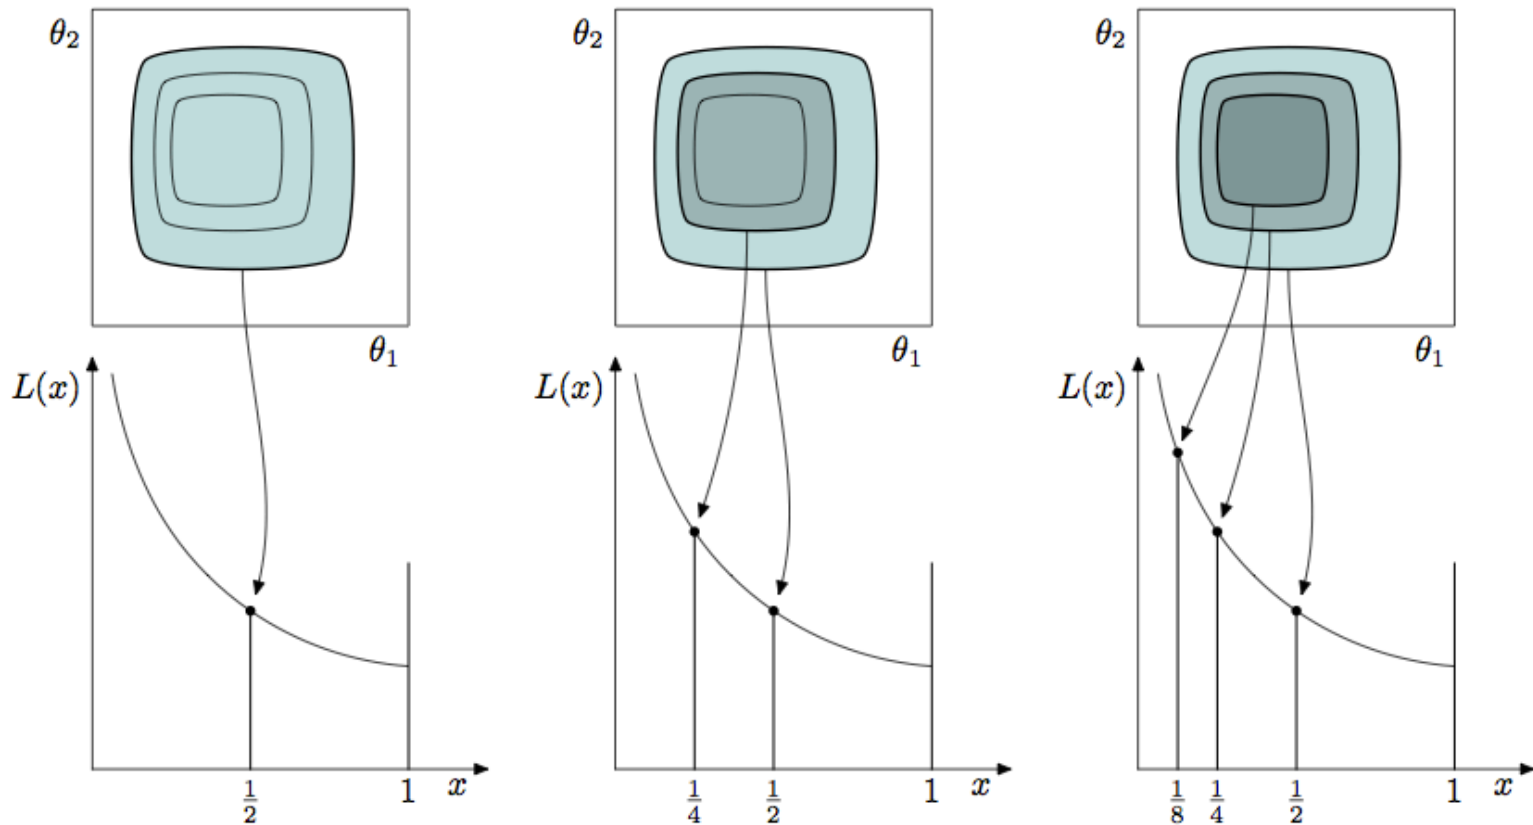 θ₂ θ₂ θ₂
θ₁ θ₁ θ₁
L(x) L(x) L(x)
1/2 1 x 1/4 1/2 1 x 1/8 1/4 1/2 1 x